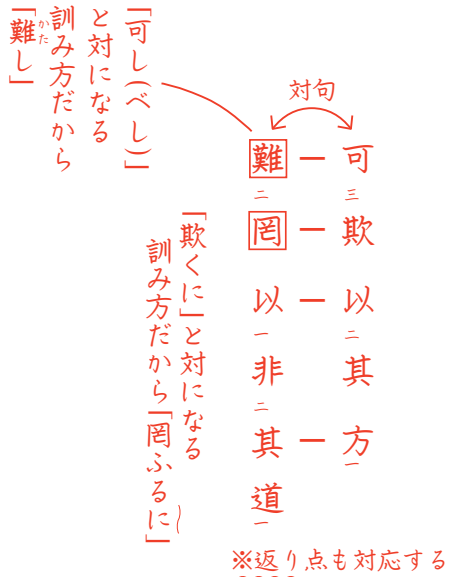 対句
可三欺以二其方一
難二罔以一非二其道一
「可し(べし)」
と対になる
訓み方だから
かた
「難し」
「欺くに」と対になる
訓み方だから「罔ふるに」
※返り点も対応する